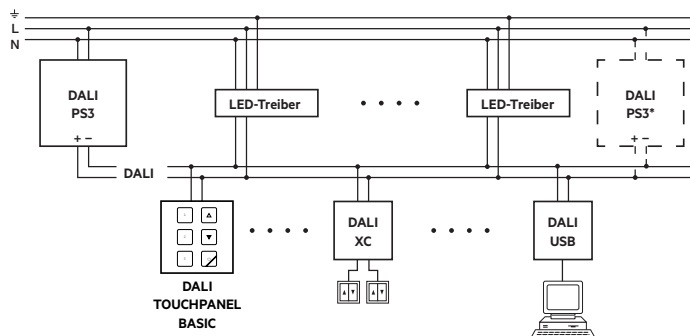 L
N
DALI
PS3
+ −
LED-Treiber
LED-Treiber
DALI
PS3*
+ −
DALI
DALI
TOUCHPANEL
BASIC
DALI
XC
DALI
USB